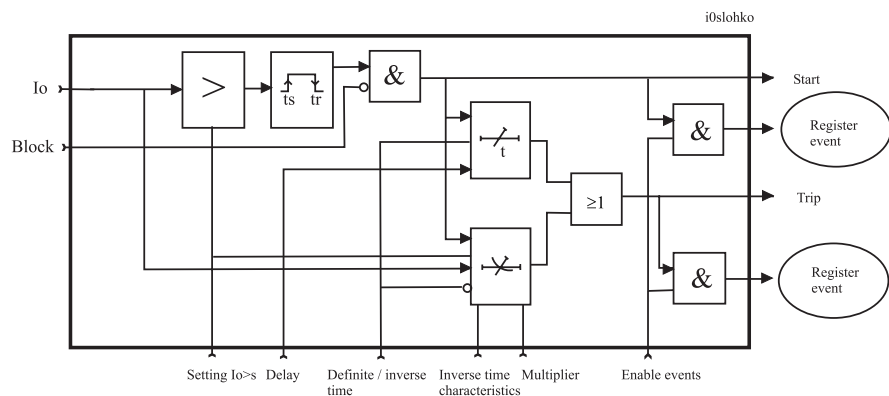 i0slohko
Io
>
ts tr
&
Start
Block
t
&
Register
event
≥1
Trip
&
Register
event
Setting Io>s
Delay
Definite / inverse
time
Inverse time
characteristics
Multiplier
Enable events